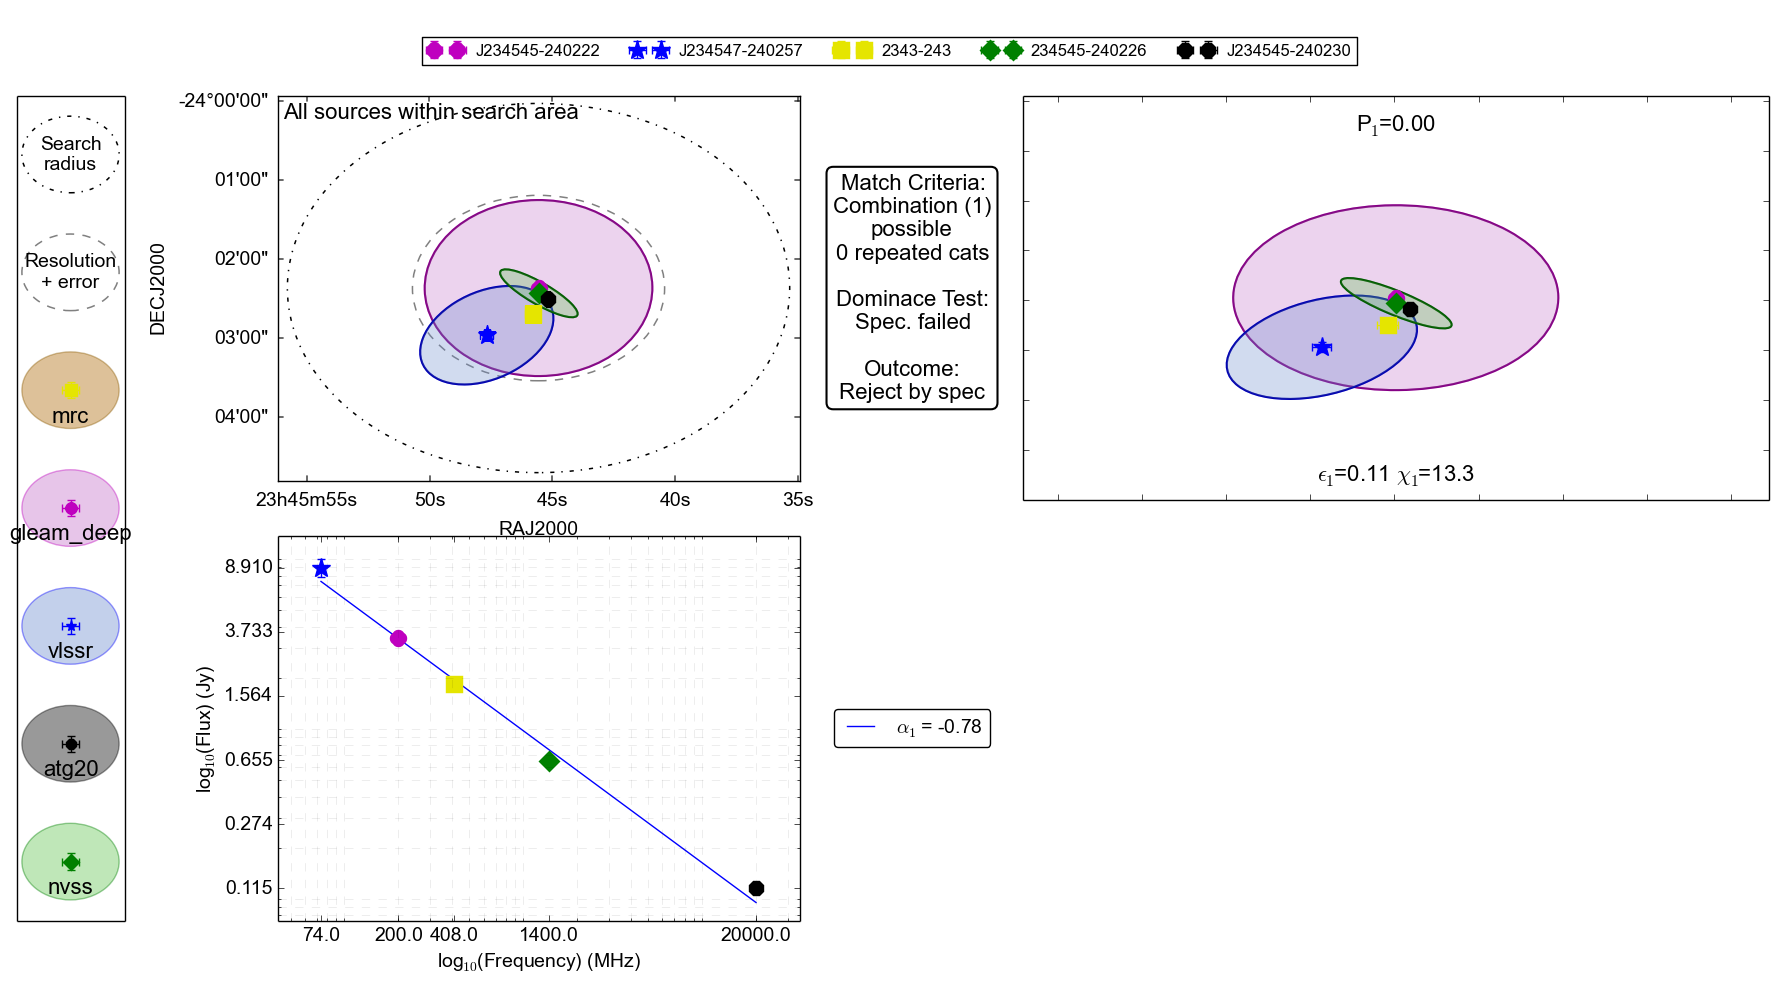 J234545-240222
J234547-240257
2343-243
234545-240226
J234545-240230
Search
radius
Resolution
+ error
mrc
gleam_deep
vlssr
atg20
nvss
All sources within search area
-24°00'00"
01'00"
02'00"
03'00"
04'00"
DECJ2000
23h45m55s
50s
45s
40s
35s
RAJ2000
Match Criteria:
Combination (1)
possible
0 repeated cats
Dominace Test:
Spec. failed
Outcome:
Reject by spec
P1=0.00
ϵ1=0.11 χ1=13.3
8.910
3.733
1.564
0.655
0.274
0.115
log10(Flux) (Jy)
74.0
200.0
408.0
1400.0
20000.0
log10(Frequency) (MHz)
α1 = -0.78